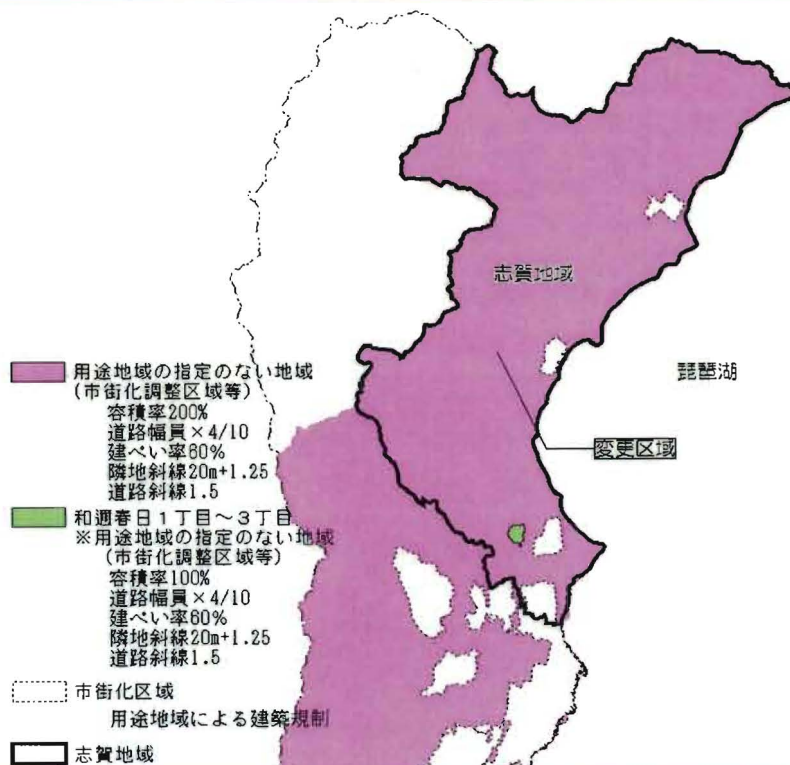 志賀地域
琵琶湖
変更区域
用途地域の指定のない地域
(市街化調整区域等)
容積率200%
道路幅員×4/10
建ぺい率60%
隣地斜線20m+1.25
道路斜線1.5
和邇春日1丁目～3丁目
※用途地域の指定のない地域
(市街化調整区域等)
容積率100%
道路幅員×4/10
建ぺい率60%
隣地斜線20m+1.25
道路斜線1.5
市街化区域
用途地域による建築規制
志賀地域